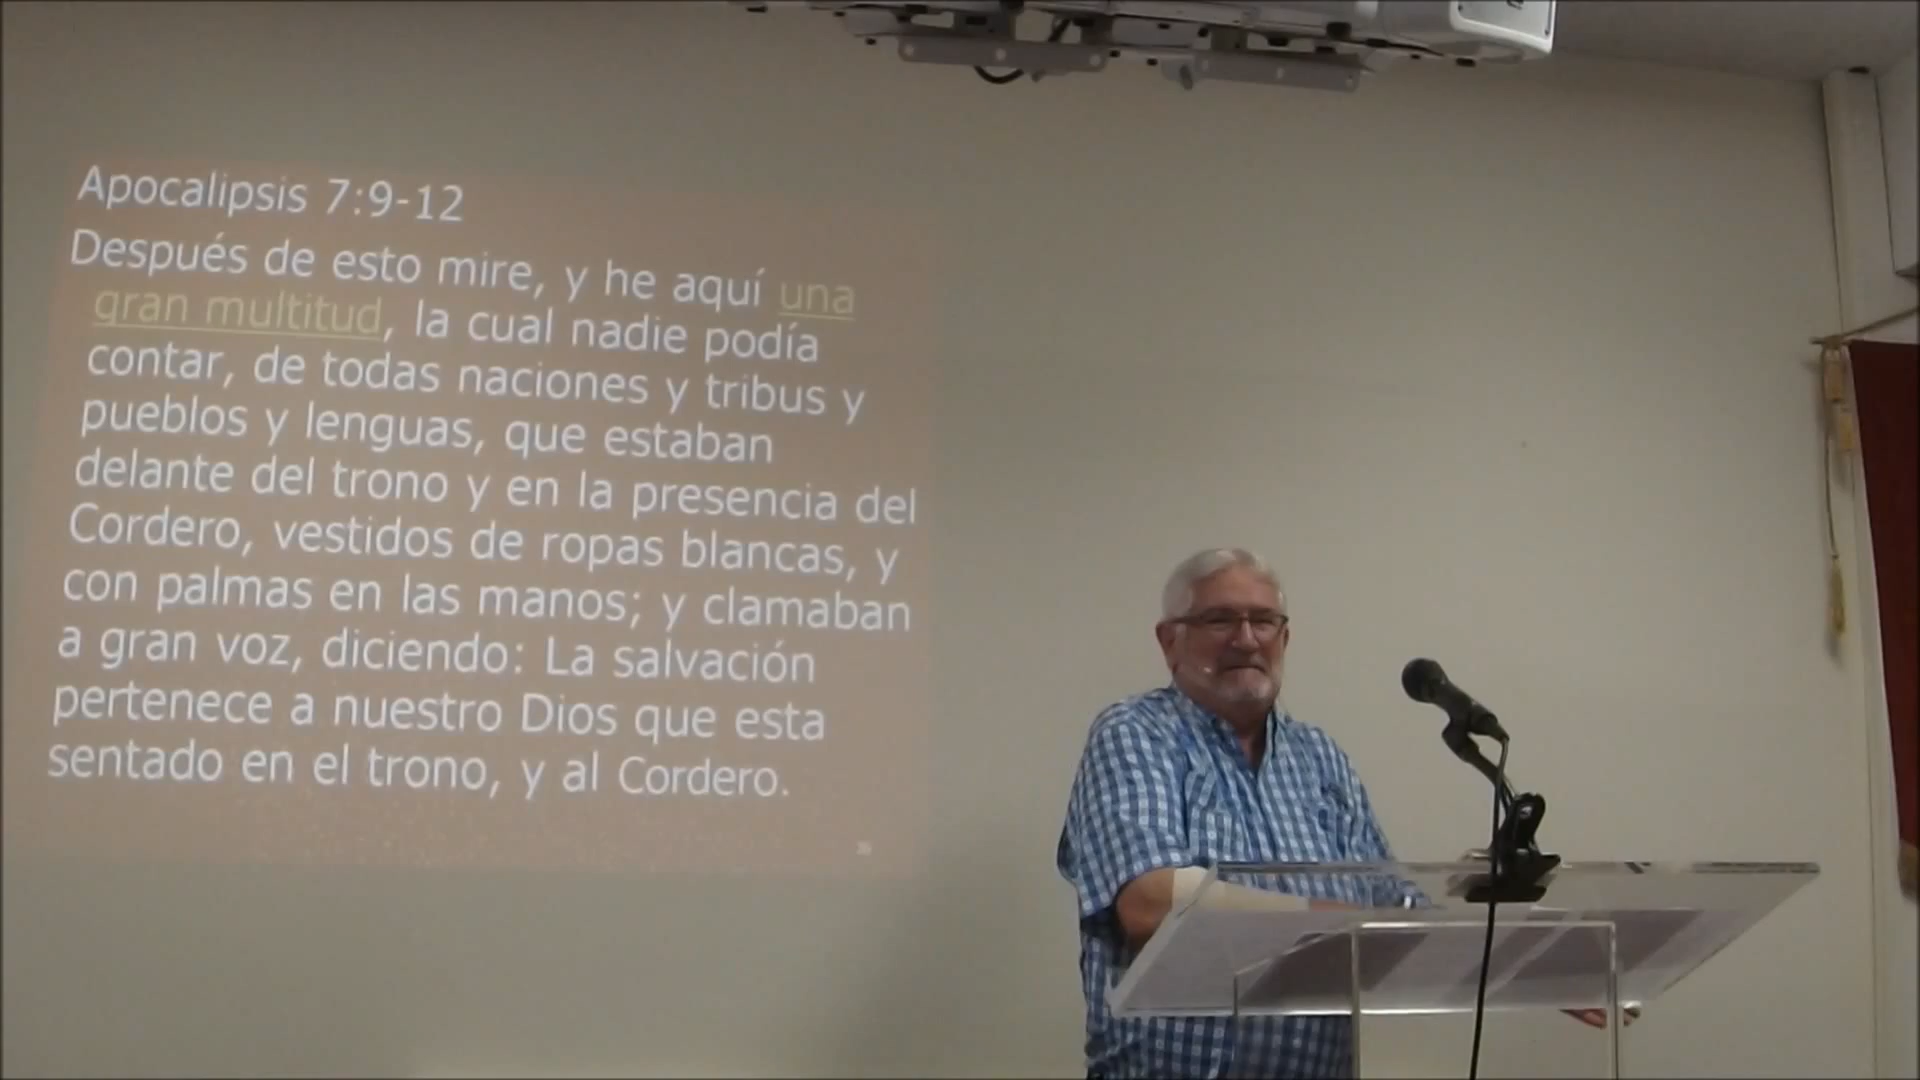 Apocalipsis 7:9-12
Después de esto mire, y he aquí una
gran multitud, la cual nadie podía
contar, de todas naciones y tribus y
pueblos y lenguas, que estaban
delante del trono y en la presencia del
Cordero, vestidos de ropas blancas, y
con palmas en las manos; y clamaban
a gran voz, diciendo: La salvación
pertenece a nuestro Dios que esta
sentado en el trono, y al Cordero.